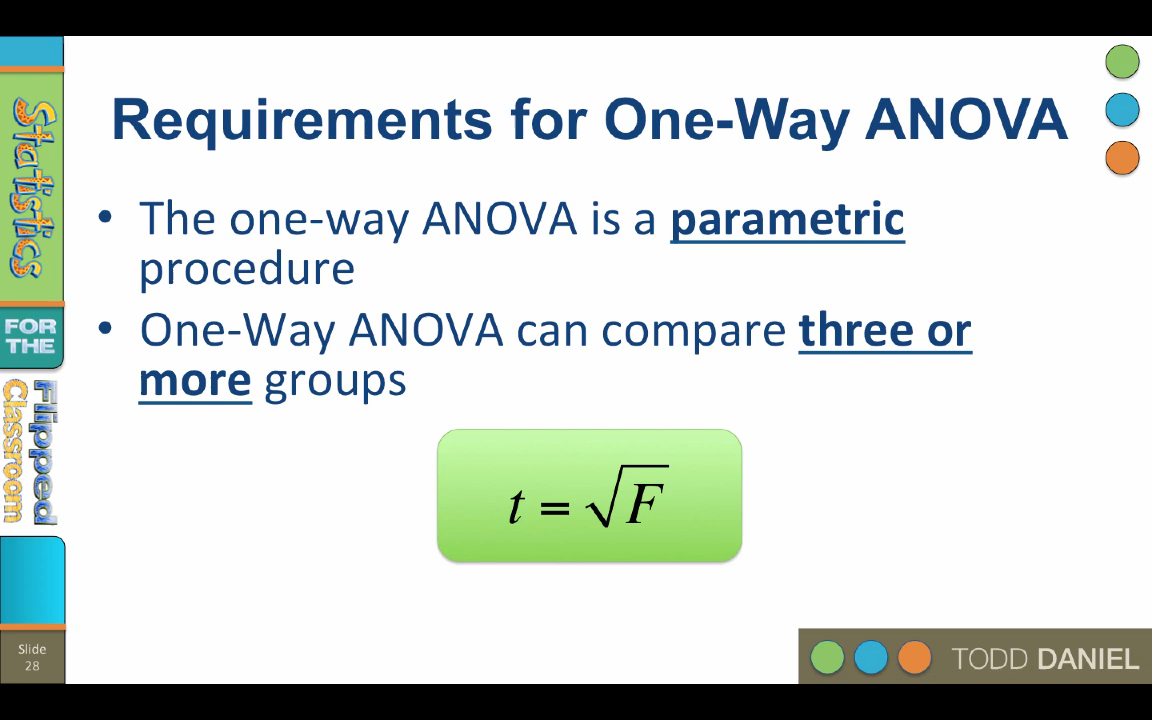 Requirements for One-Way ANOVA
• The one-way ANOVA is a parametric
procedure
• One-Way ANOVA can compare three or
more groups
t = √F
Statistics
FOR
THE
Flipped
Classroom
Slide
28
TODD DANIEL